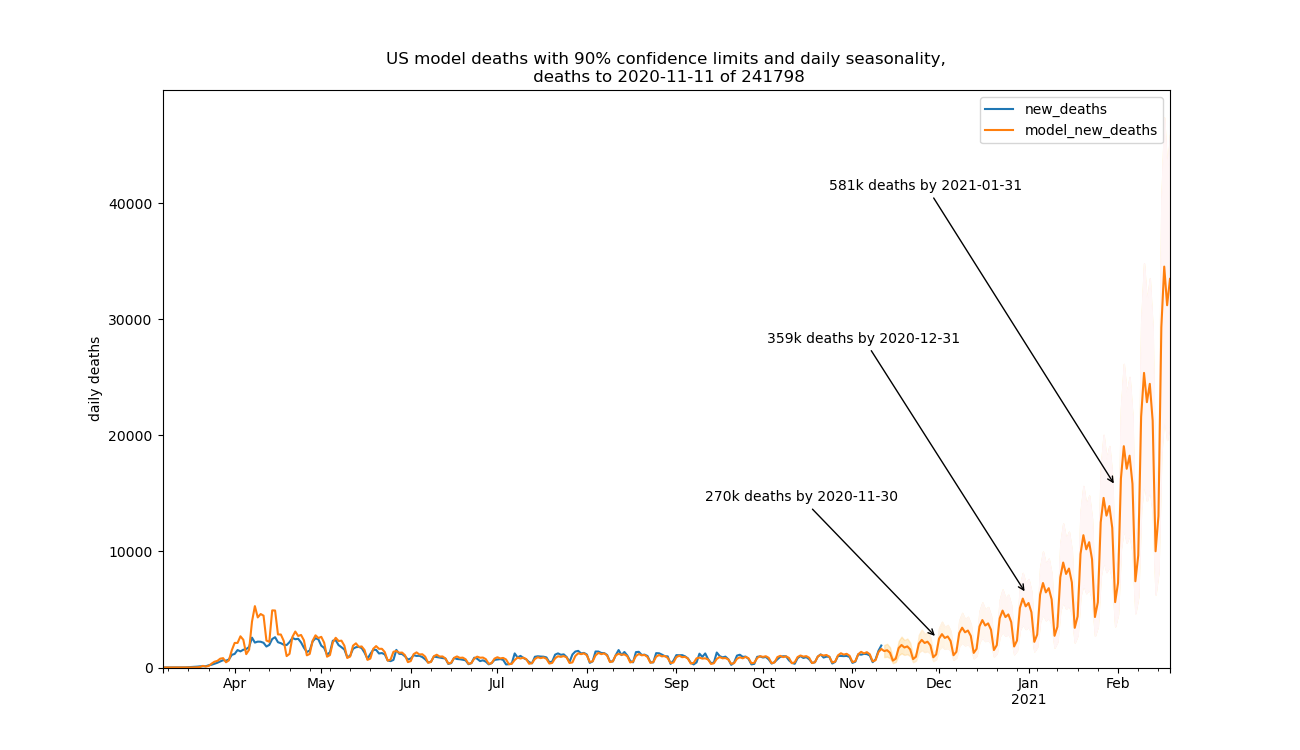 US model deaths with 90% confidence limits and daily seasonality,
deaths to 2020-11-11 of 241798
new_deaths
model_new_deaths
581k deaths by 2021-01-31
359k deaths by 2020-12-31
270k deaths by 2020-11-30
daily deaths
40000
30000
20000
10000
0
Apr May Jun Jul Aug Sep Oct Nov Dec Jan Feb
2021